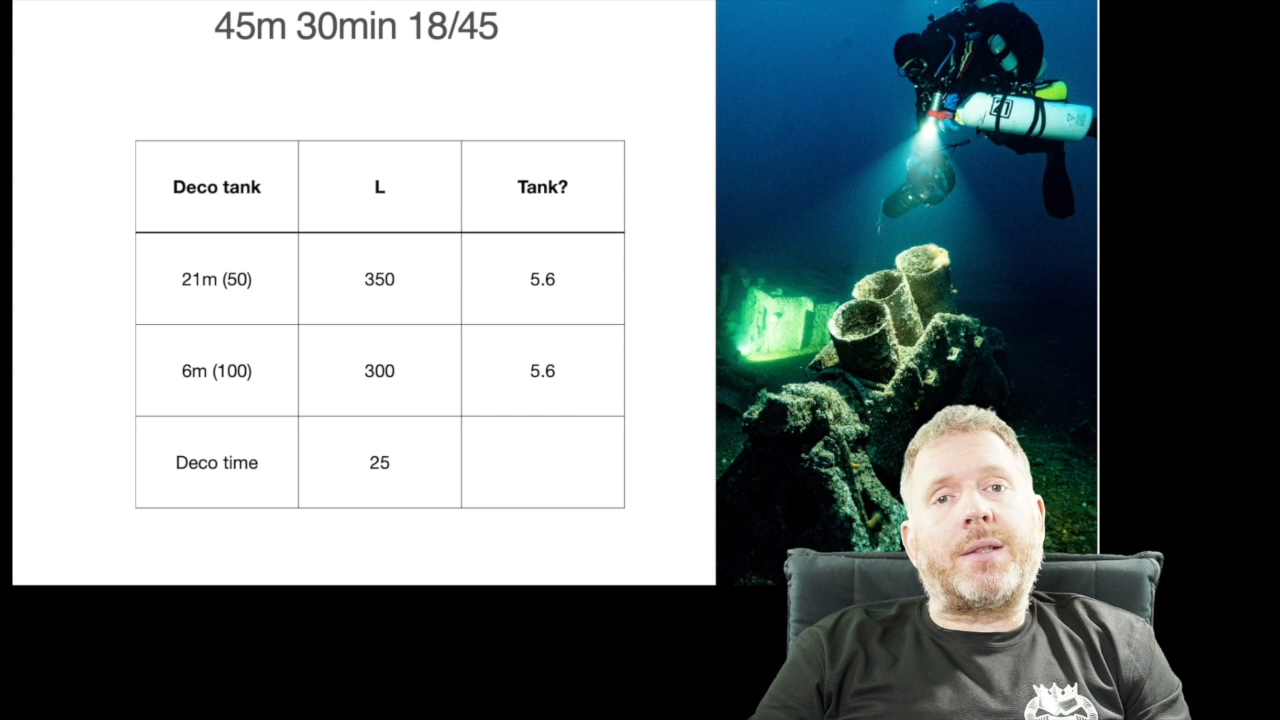 45m 30min 18/45
Deco tank L Tank?
21m (50) 350 5.6
6m (100) 300 5.6
Deco time 25